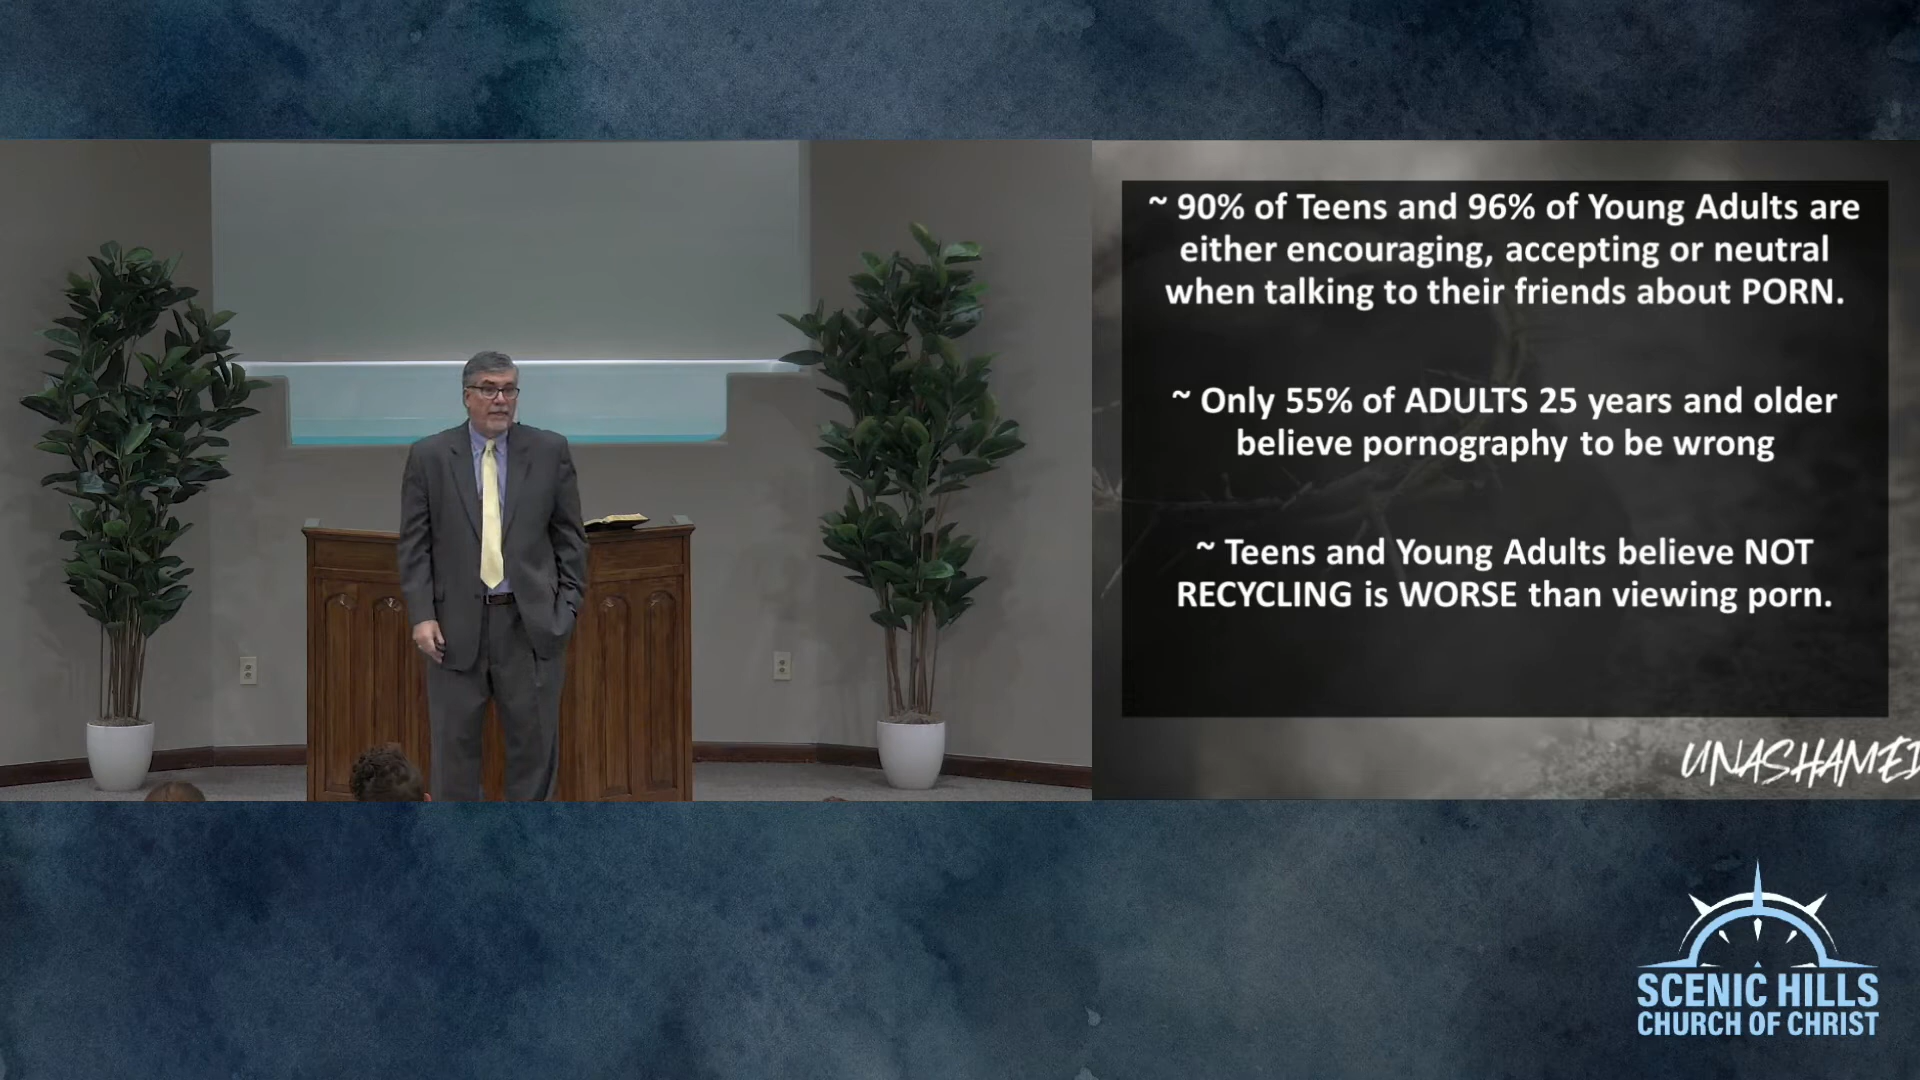 ~ 90% of Teens and 96% of Young Adults are
either encouraging, accepting or neutral
when talking to their friends about PORN.
~ Only 55% of ADULTS 25 years and older
believe pornography to be wrong
~ Teens and Young Adults believe NOT
RECYCLING is WORSE than viewing porn.
UNASHAMED
SCENIC HILLS
CHURCH OF CHRIST